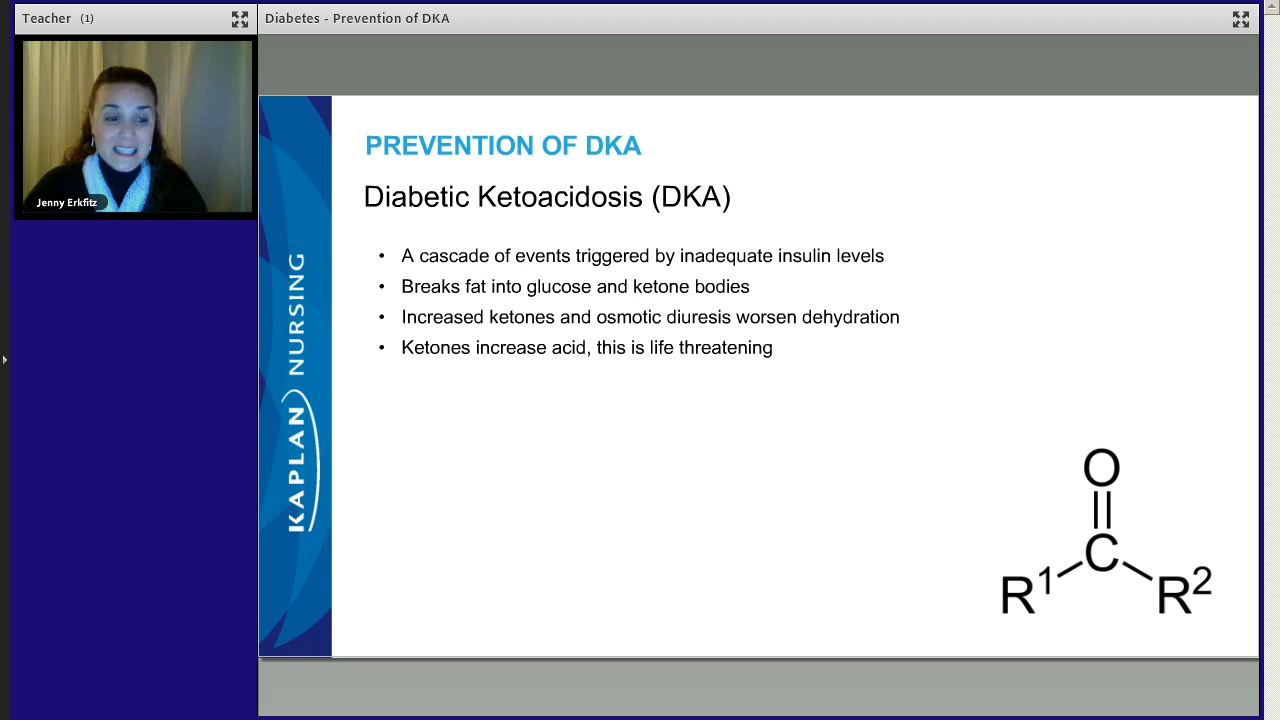 Teacher (1)
Diabetes - Prevention of DKA
Jenny Erkfitz
KAPLAN NURSING
PREVENTION OF DKA
Diabetic Ketoacidosis (DKA)
• A cascade of events triggered by inadequate insulin levels
• Breaks fat into glucose and ketone bodies
• Increased ketones and osmotic diuresis worsen dehydration
• Ketones increase acid, this is life threatening
O
C
R¹ R²